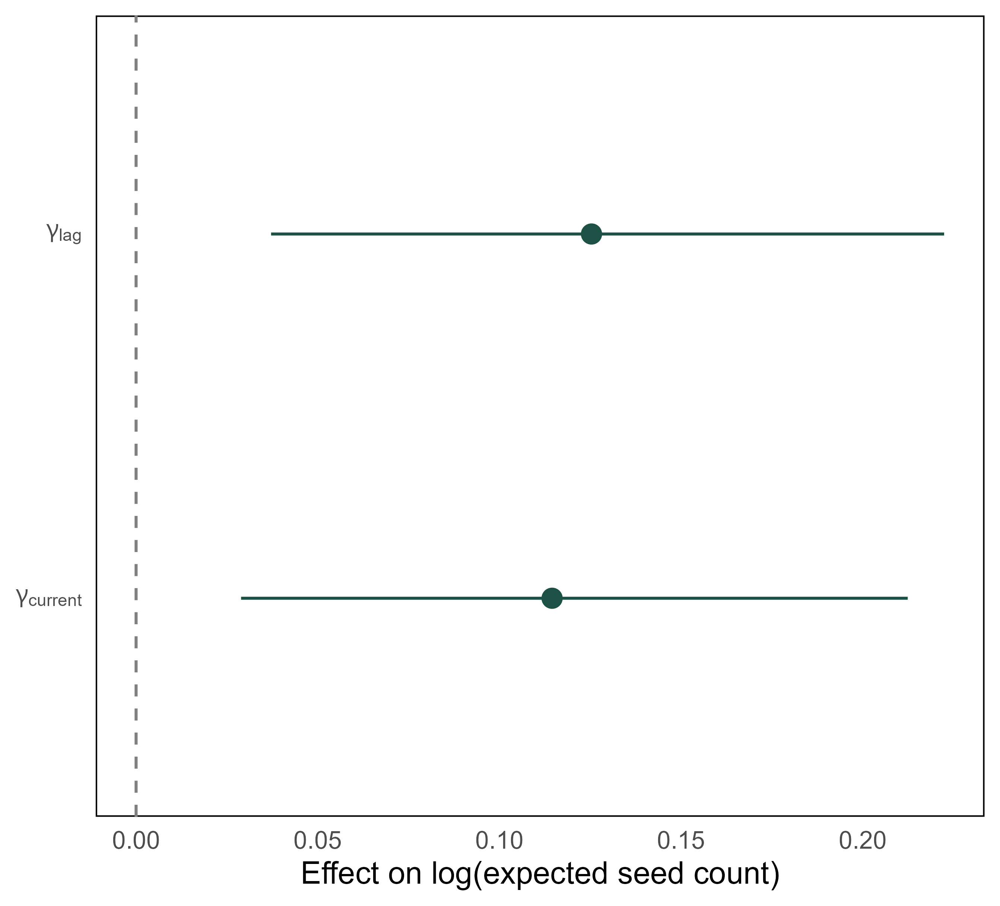 γlag
γcurrent
0.00 0.05 0.10 0.15 0.20
Effect on log(expected seed count)